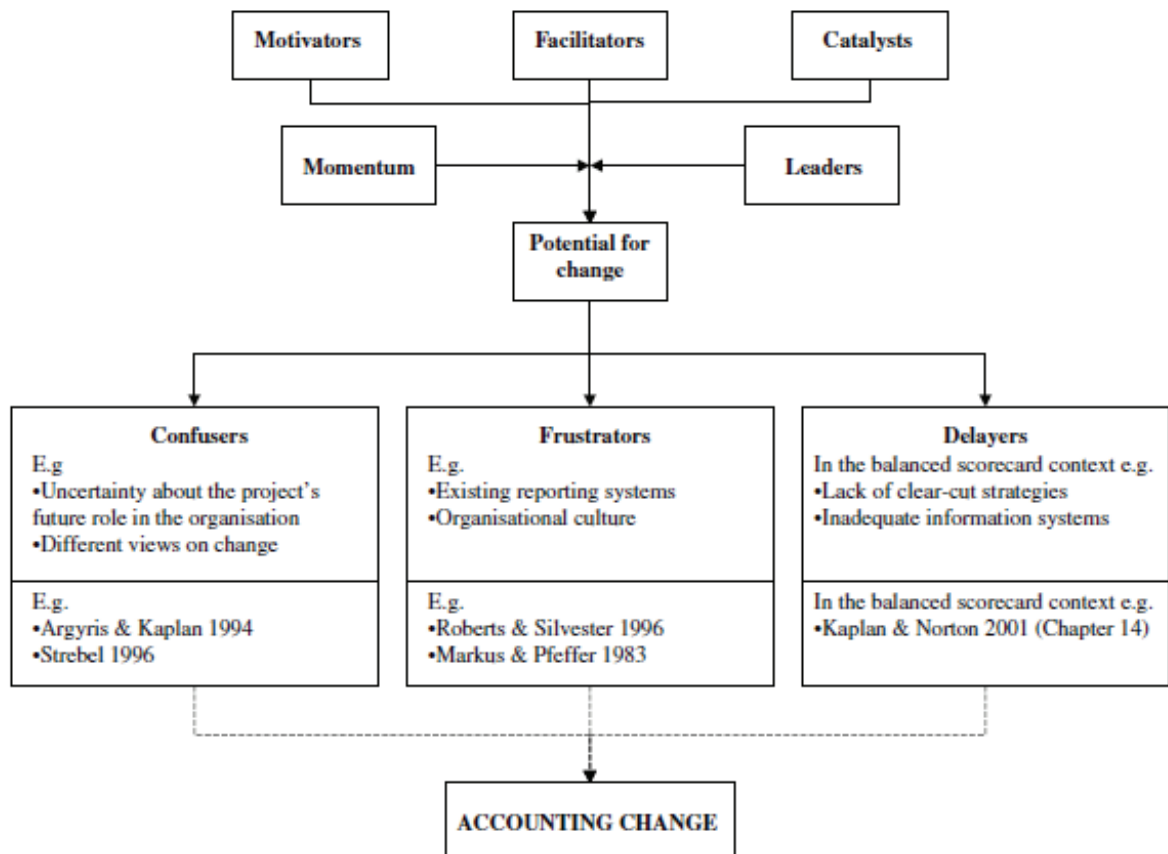 Motivators
Facilitators
Catalysts
Momentum
Leaders
Potential for
change
Confusers
E.g
•Uncertainty about the project's
future role in the organisation
•Different views on change
E.g.
•Argyris & Kaplan 1994
•Strebel 1996
Frustrators
E.g.
•Existing reporting systems
•Organisational culture
E.g.
•Roberts & Silvester 1996
•Markus & Pfeffer 1983
Delayers
In the balanced scorecard context e.g.
•Lack of clear-cut strategies
•Inadequate information systems
In the balanced scorecard context e.g.
•Kaplan & Norton 2001 (Chapter 14)
ACCOUNTING CHANGE